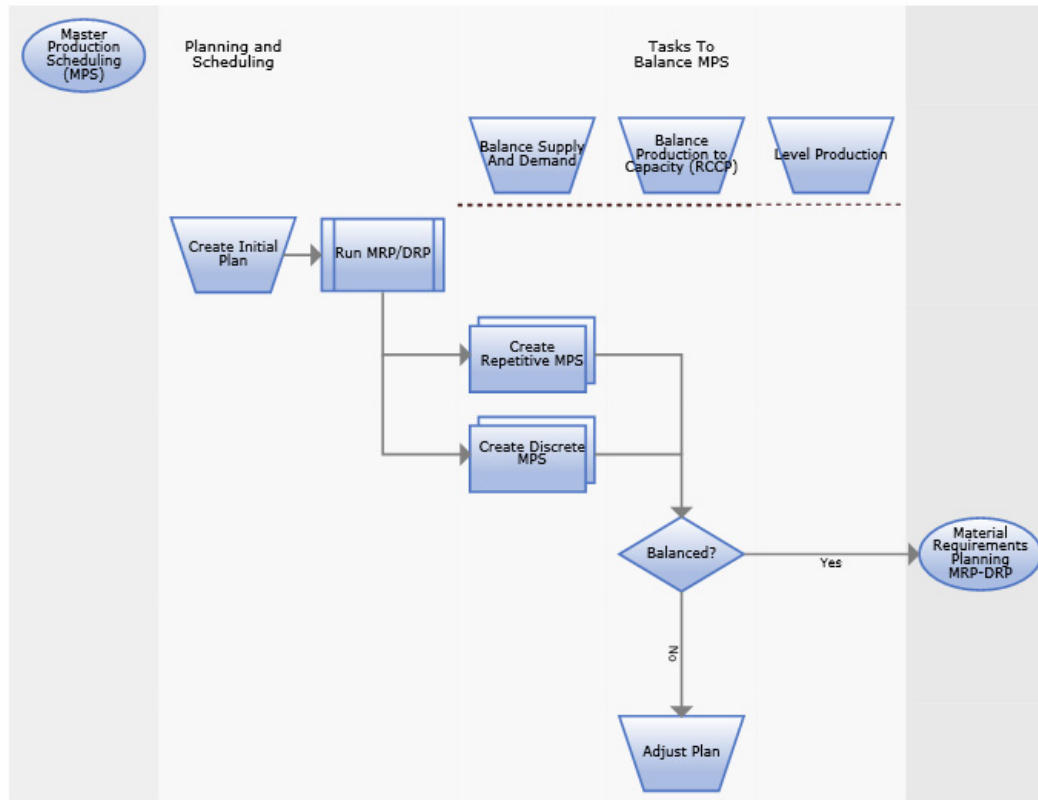 Master
Production
Scheduling
(MPS)
Planning and
Scheduling
Tasks To
Balance MPS
Balance Supply
And Demand
Balance
Production to
Capacity (RCCP)
Level Production
Create Initial
Plan
Run MRP/DRP
Create
Repetitive MPS
Create Discrete
MPS
Balanced?
Yes
Material
Requirements
Planning
MRP-DRP
No
Adjust Plan